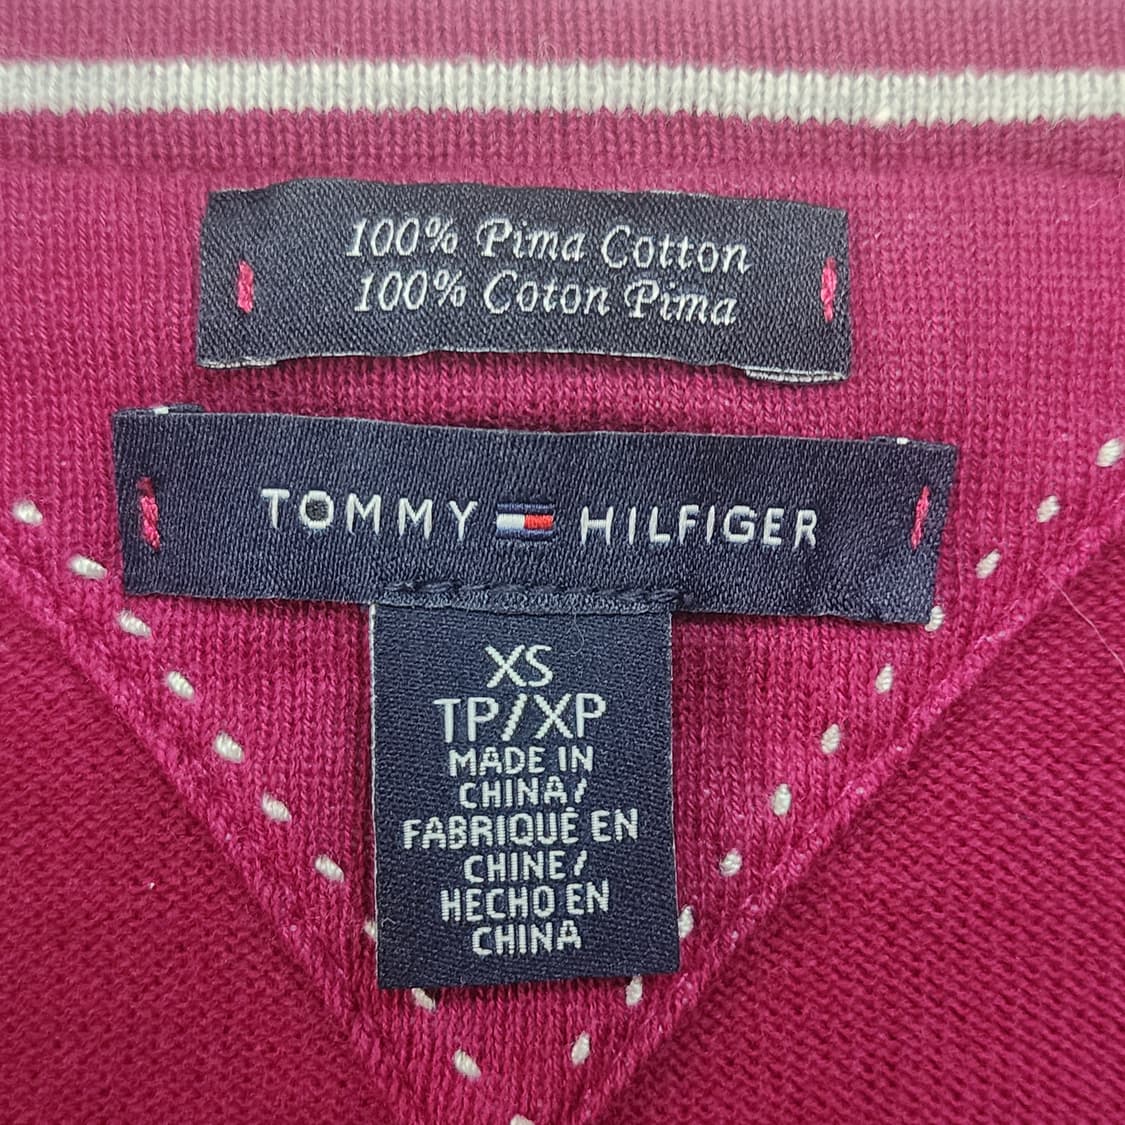 100% Pima Cotton
100% Coton Pima
TOMMY HILFIGER
XS
TP/XP
MADE IN
CHINA/
FABRIQUÉ EN
CHINE/
HECHO EN
CHINA